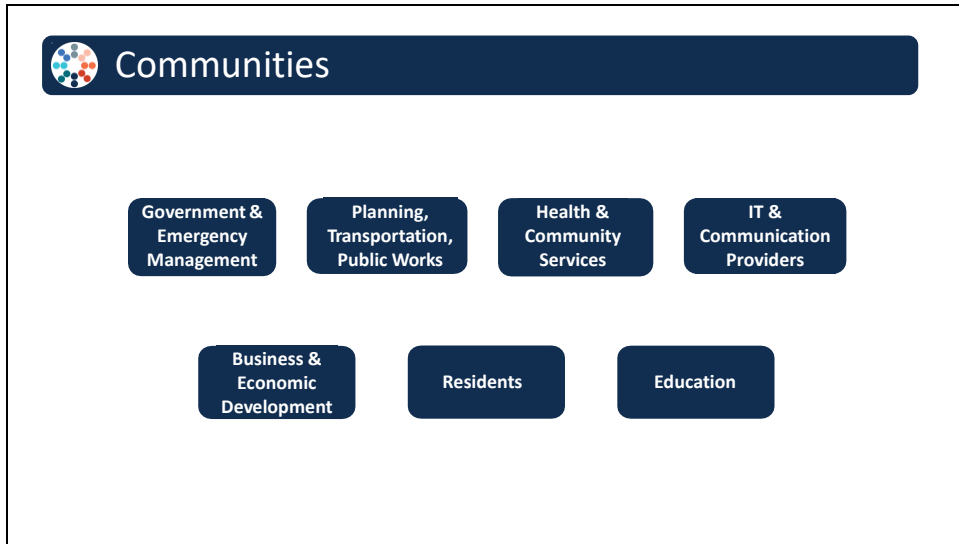 Communities
Government &
Emergency
Management
Planning,
Transportation,
Public Works
Health &
Community
Services
IT &
Communication
Providers
Business &
Economic
Development
Residents
Education